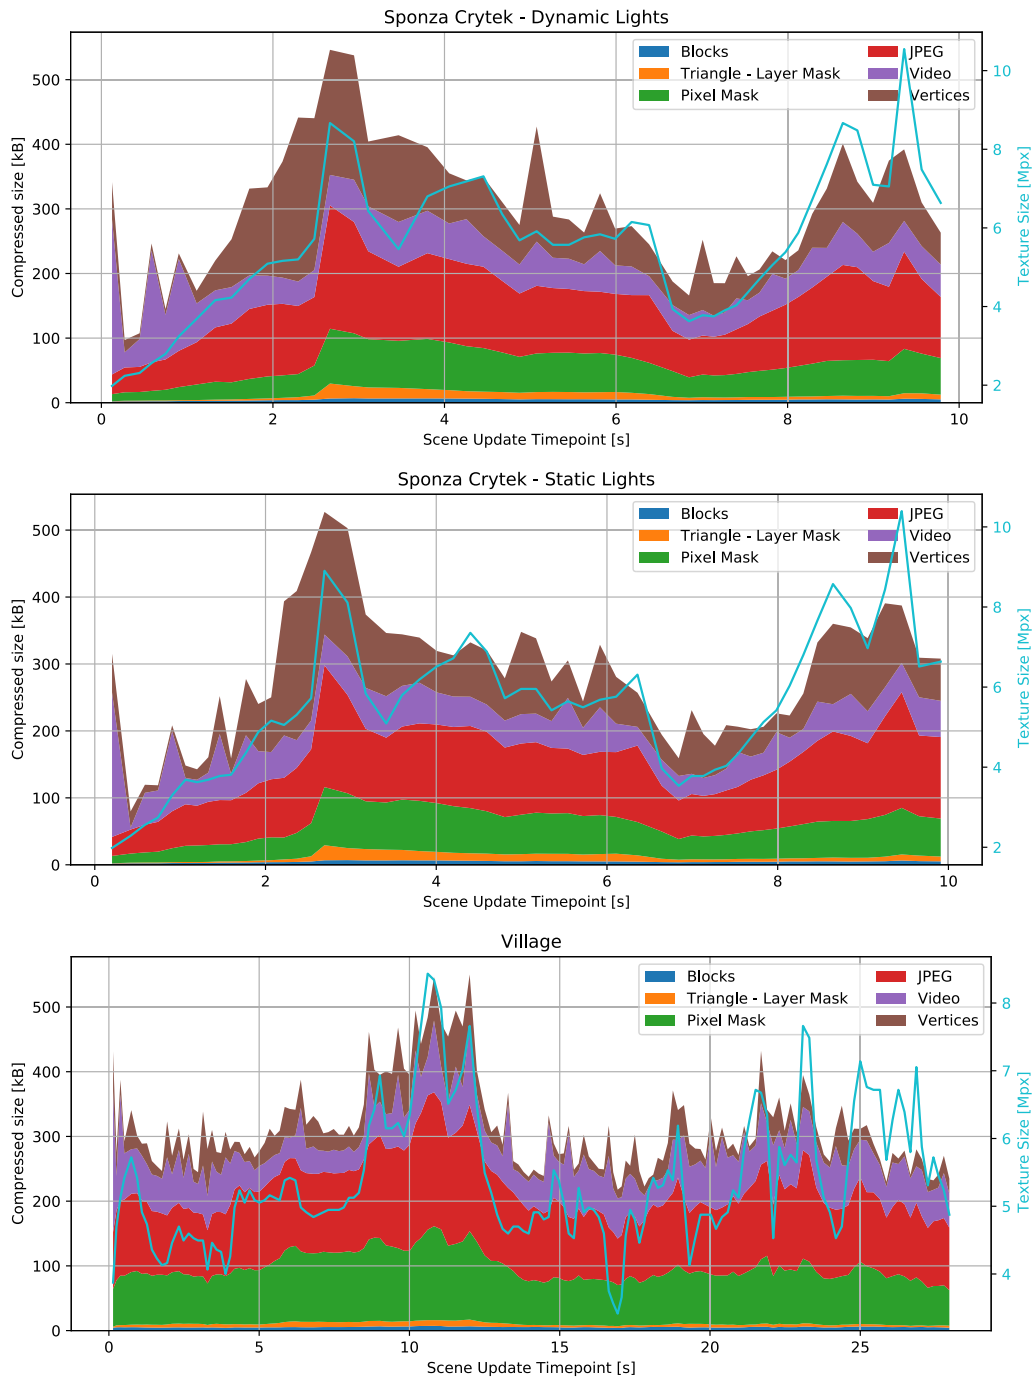 Sponza Crytek - Dynamic Lights
Compressed size [kB]
500
400
300
200
100
0
Blocks
Triangle - Layer Mask
Pixel Mask
JPEG
Video
Vertices
10
8
6
4
2
Texture Size [Mpx]
0 2 4 6 8 10
Scene Update Timepoint [s]
Sponza Crytek - Static Lights
Compressed size [kB]
500
400
300
200
100
0
Blocks
Triangle - Layer Mask
Pixel Mask
JPEG
Video
Vertices
10
8
6
4
2
Texture Size [Mpx]
0 2 4 6 8 10
Scene Update Timepoint [s]
Village
Compressed size [kB]
500
400
300
200
100
0
Blocks
Triangle - Layer Mask
Pixel Mask
JPEG
Video
Vertices
8
7
6
5
4
Texture Size [Mpx]
0 5 10 15 20 25
Scene Update Timepoint [s]